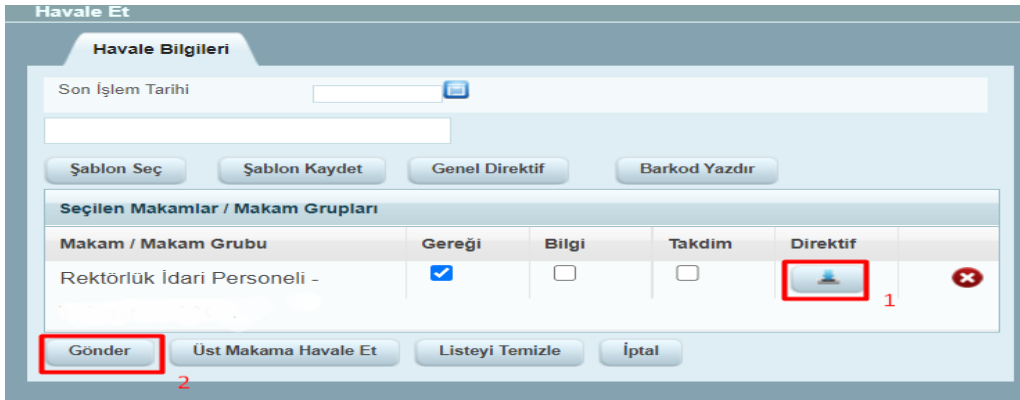 Havale Et
Havale Bilgileri
Son İşlem Tarihi
Şablon Seç Şablon Kaydet Genel Direktif Barkod Yazdır
Seçilen Makamlar / Makam Grupları
Makam / Makam Grubu Gereği Bilgi Takdim Direktif
Rektörlük İdari Personeli -
1
Gönder Üst Makama Havale Et Listeyi Temizle İptal
2